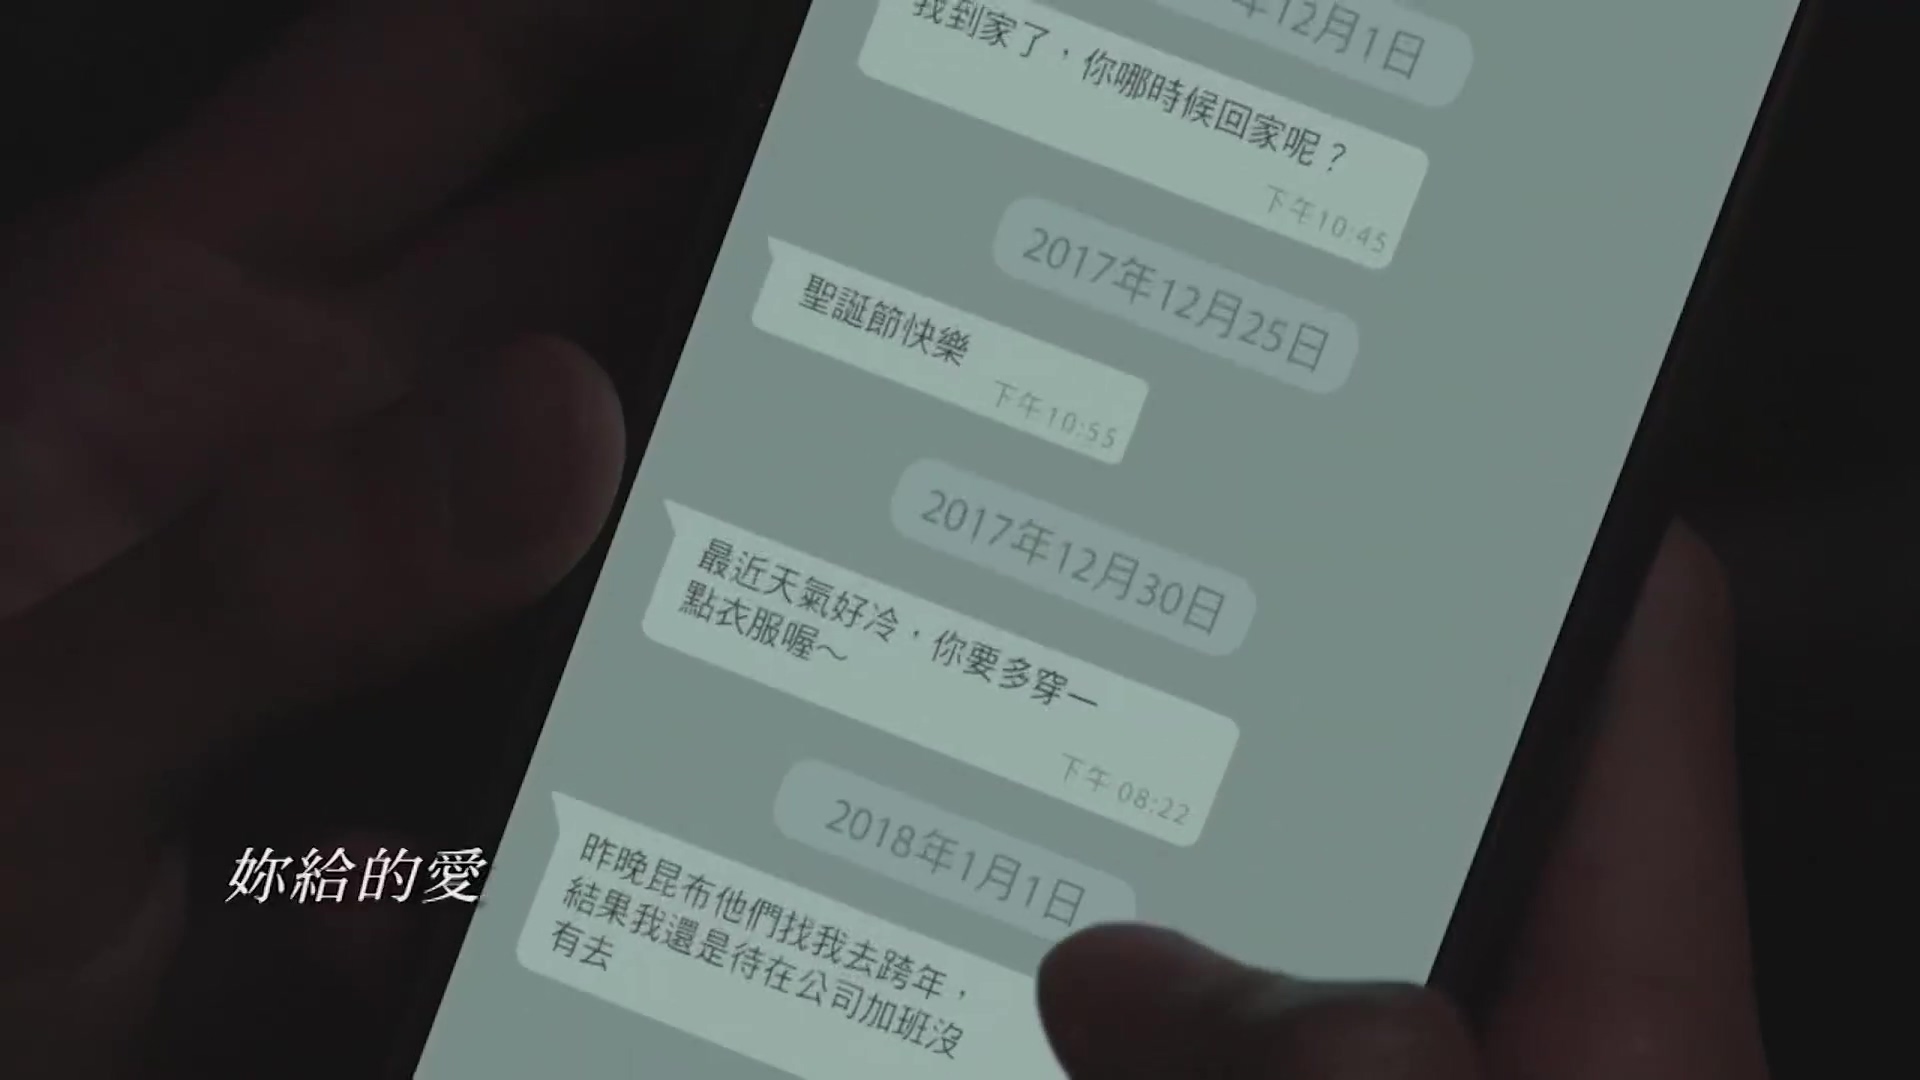 年12月1日
我到家了，你哪時候回家呢？
下午10:45
2017年12月25日
聖誕節快樂
下午10:55
2017年12月30日
最近天氣好冷，你要多穿一
點衣服喔～
下午 08:22
2018年1月1日
昨晚昆布他們找我去跨年，
結果我還是待在公司加班沒
有去
妳給的愛